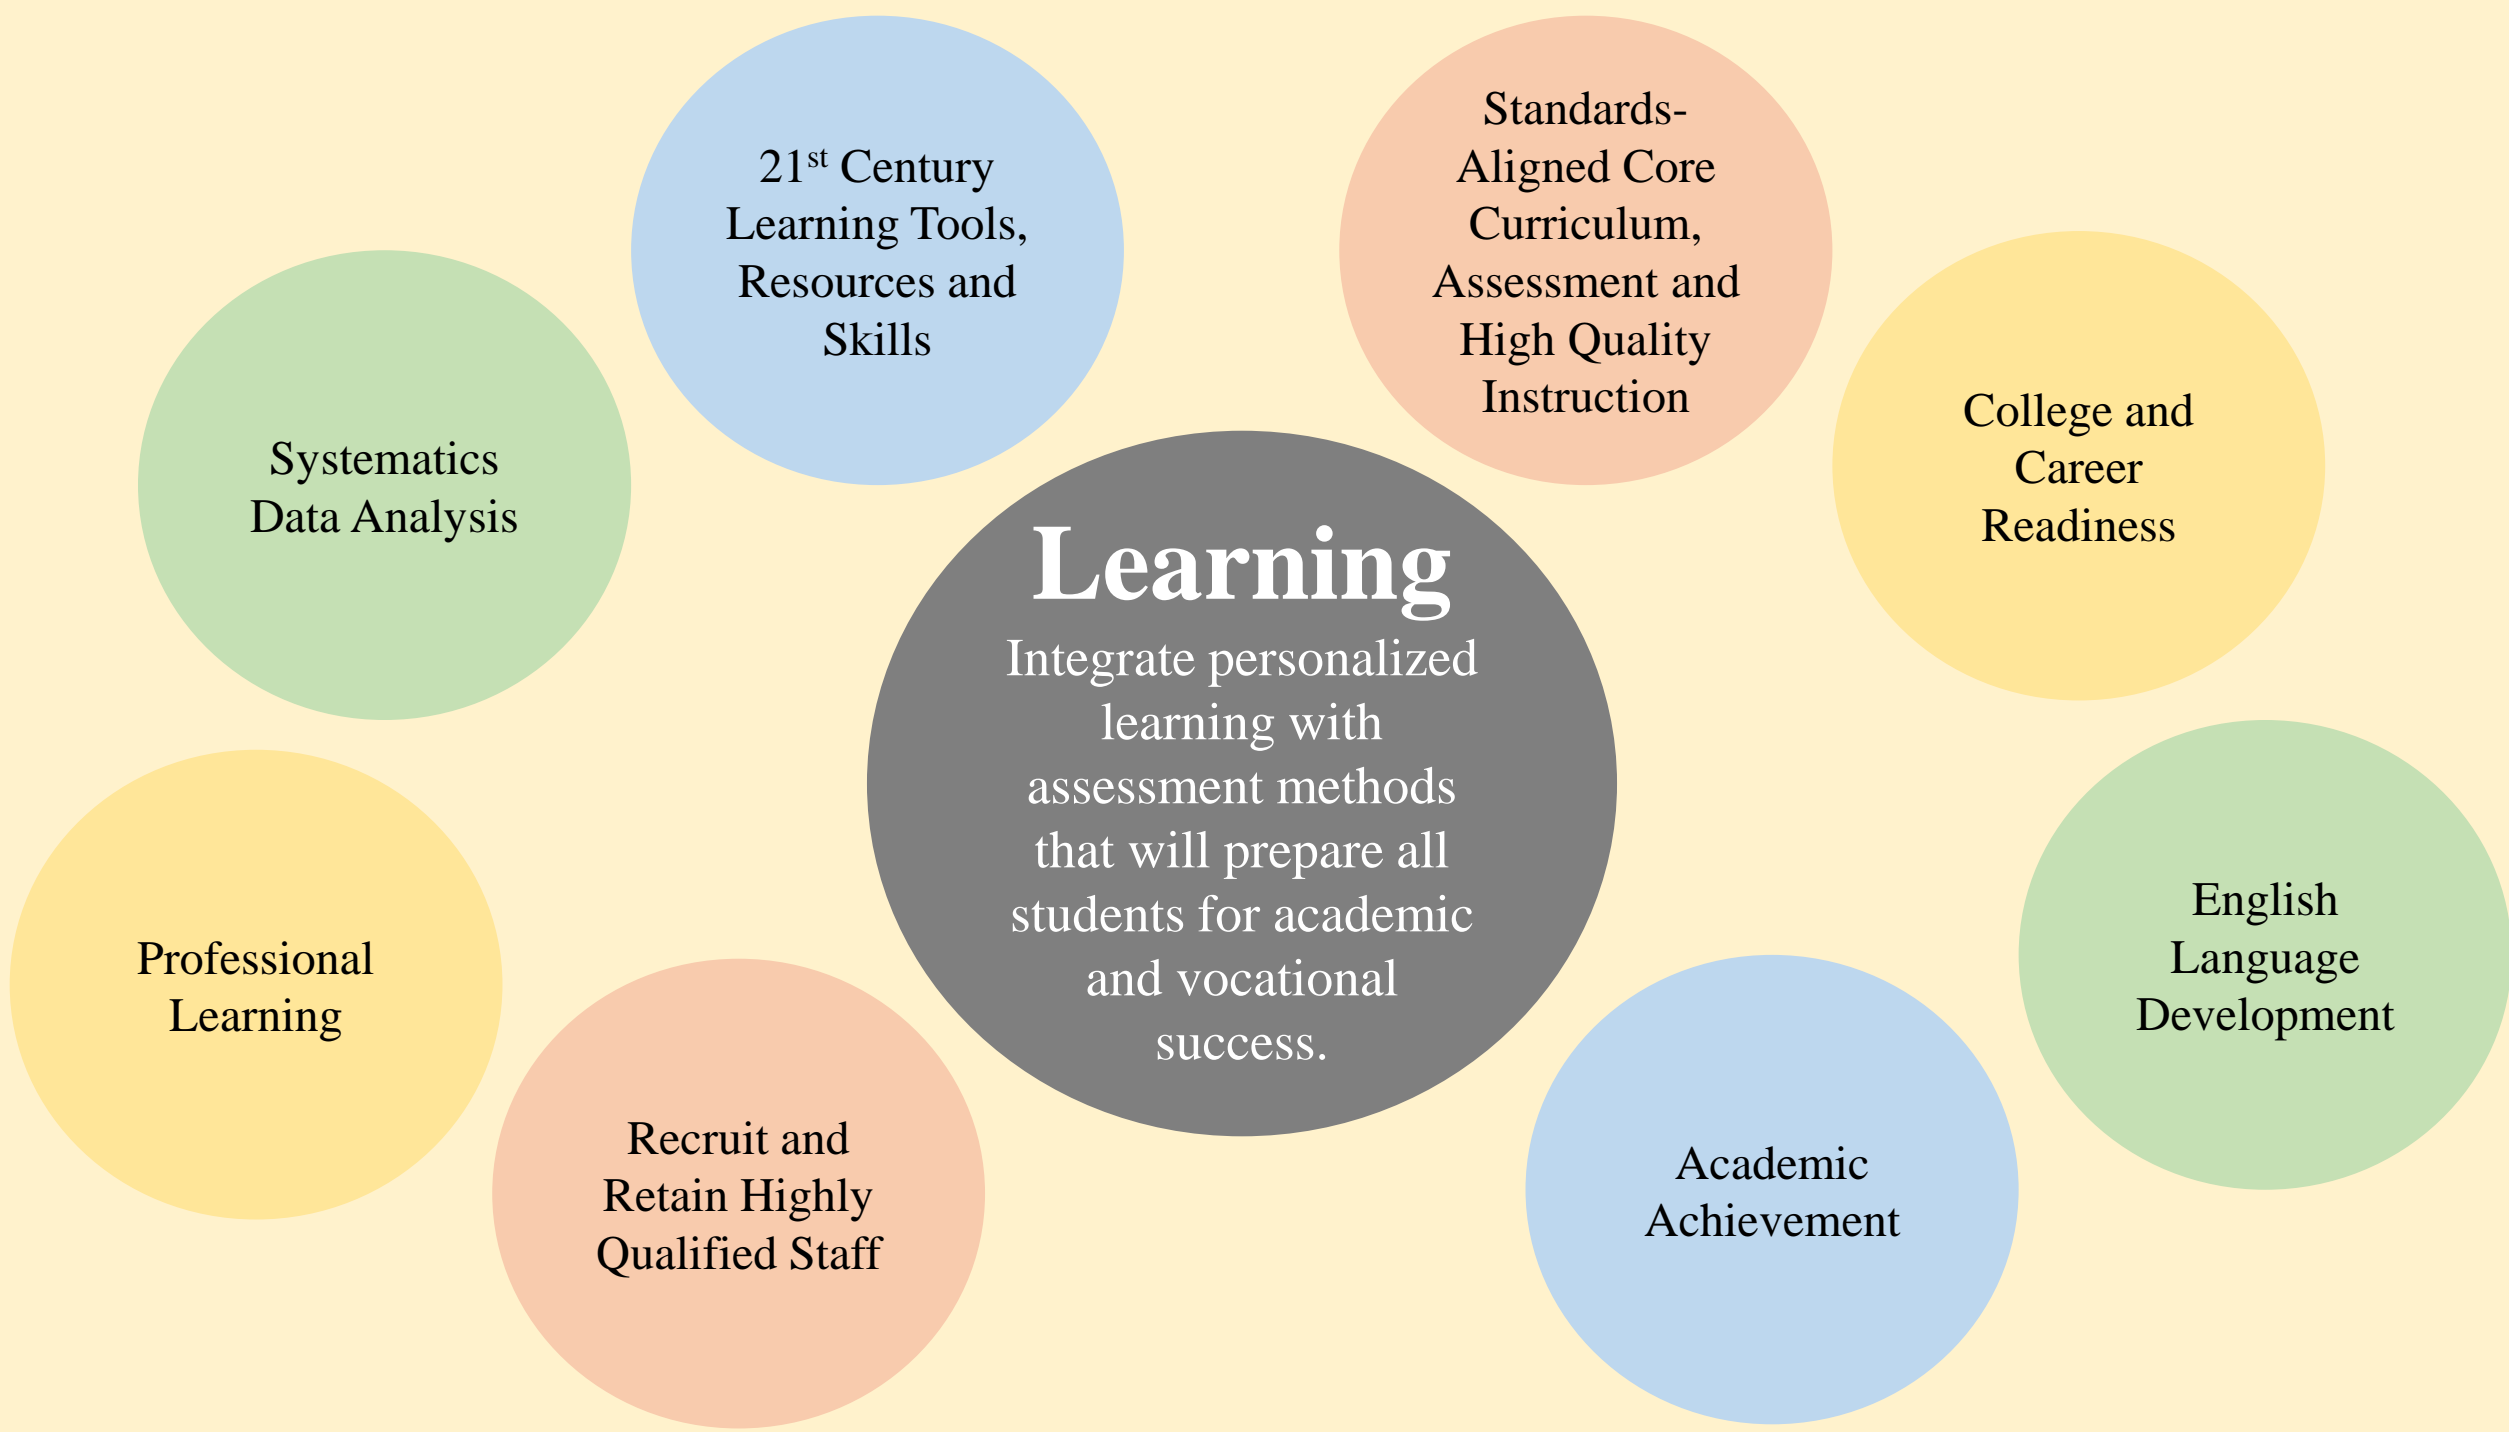 21st Century
Learning Tools,
Resources and
Skills
Standards-
Aligned Core
Curriculum,
Assessment and
High Quality
Instruction
Systematics
Data Analysis
College and
Career
Readiness
Learning
Integrate personalized
learning with
assessment methods
that will prepare all
students for academic
and vocational
success.
Professional
Learning
English
Language
Development
Recruit and
Retain Highly
Qualified Staff
Academic
Achievement